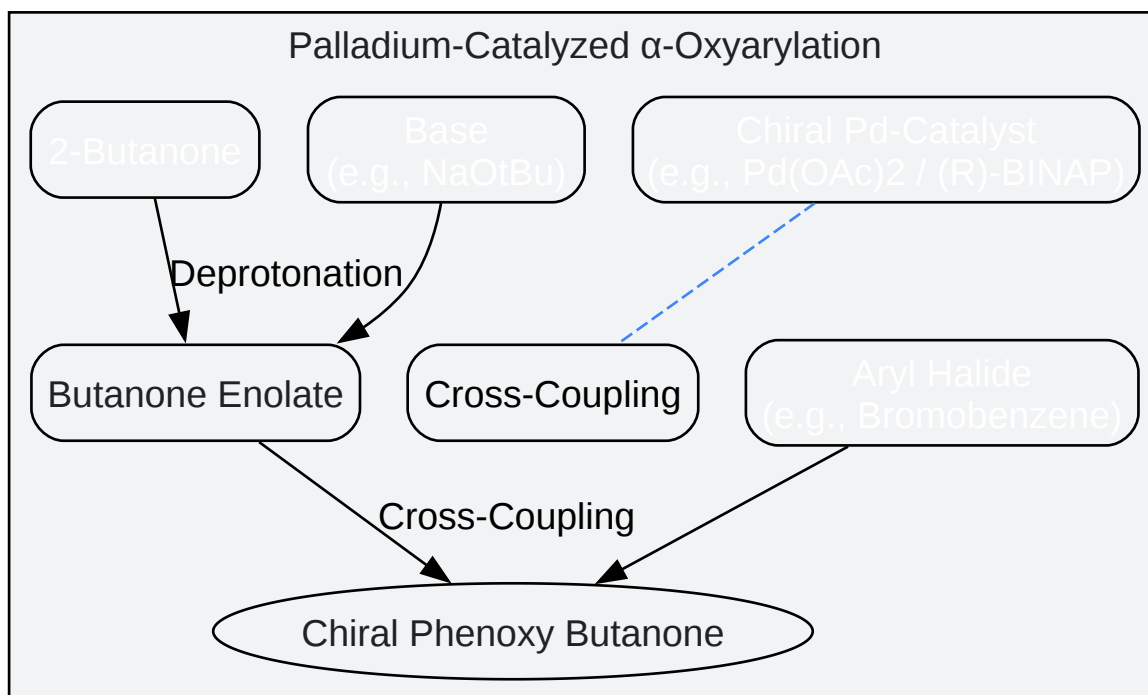 Palladium-Catalyzed α-Oxyarylation
2-Butanone
Base
(e.g., NaOtBu)
Chiral Pd-Catalyst
(e.g., Pd(OAc)2 / (R)-BINAP)
Deprotonation
Butanone Enolate
Cross-Coupling
Aryl Halide
(e.g., Bromobenzene)
Cross-Coupling
Chiral Phenoxy Butanone